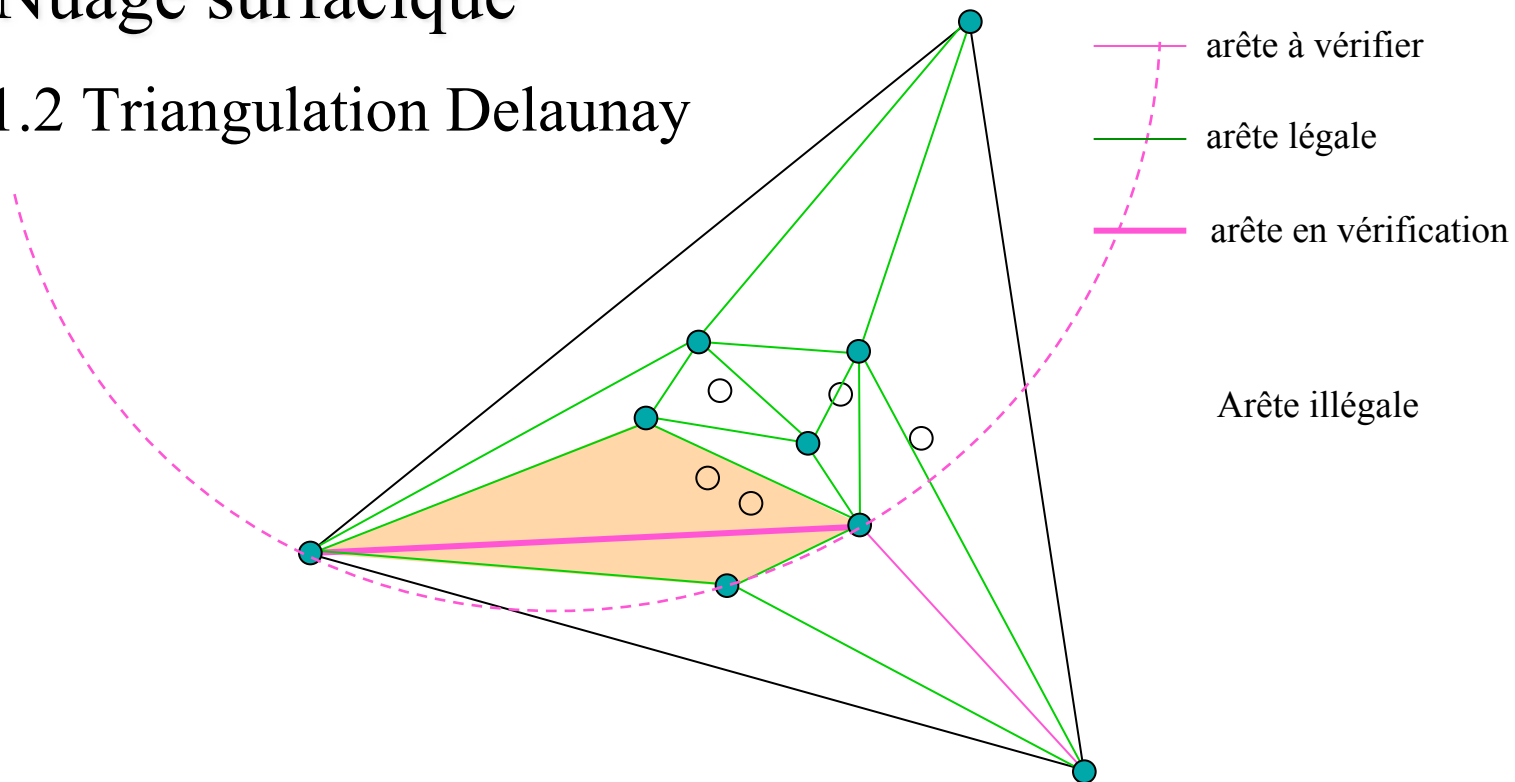 Nuage surfacique
1.2 Triangulation Delaunay
arête à vérifier
arête légale
arête en vérification
Arête illégale